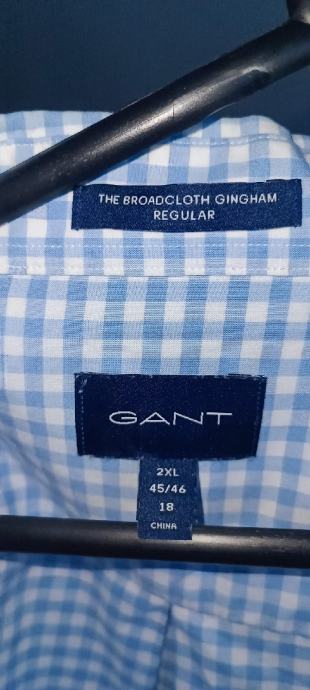 THE BROADCLOTH GINGHAM
REGULAR
GANT
2XL
45/46
18
CHINA